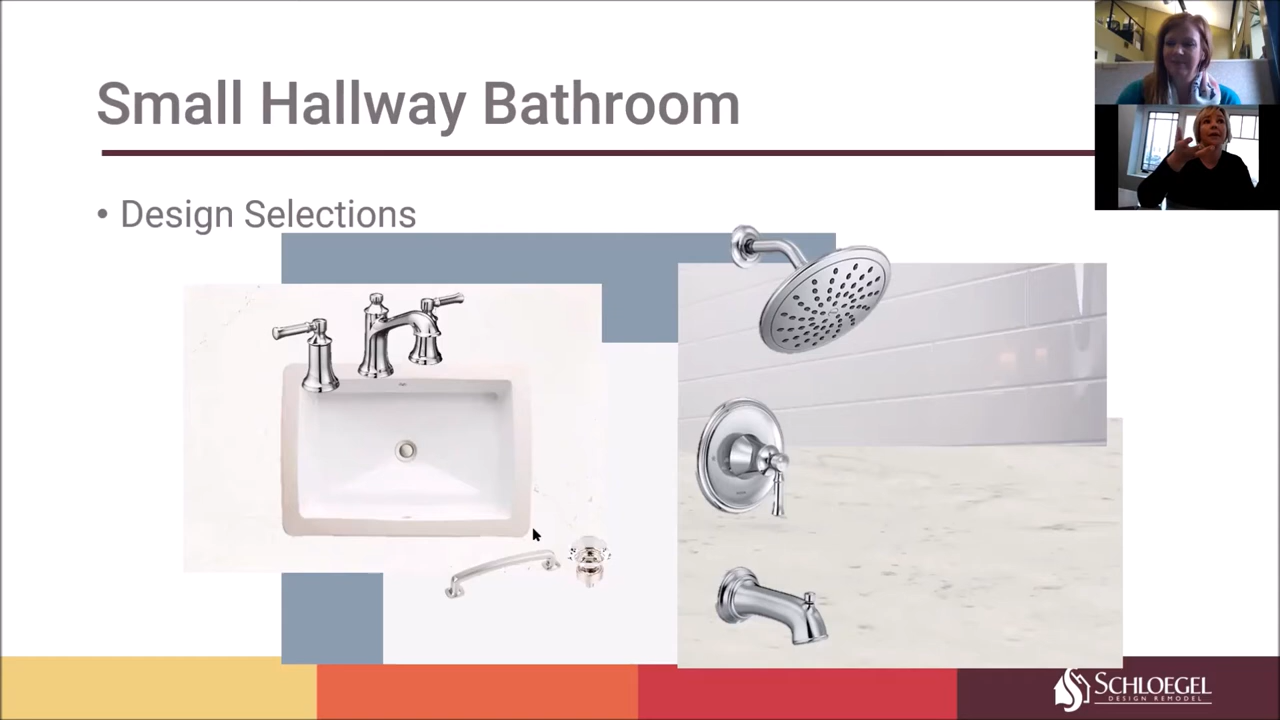 Small Hallway Bathroom
• Design Selections
SCHLOEGEL
DESIGN REMODEL